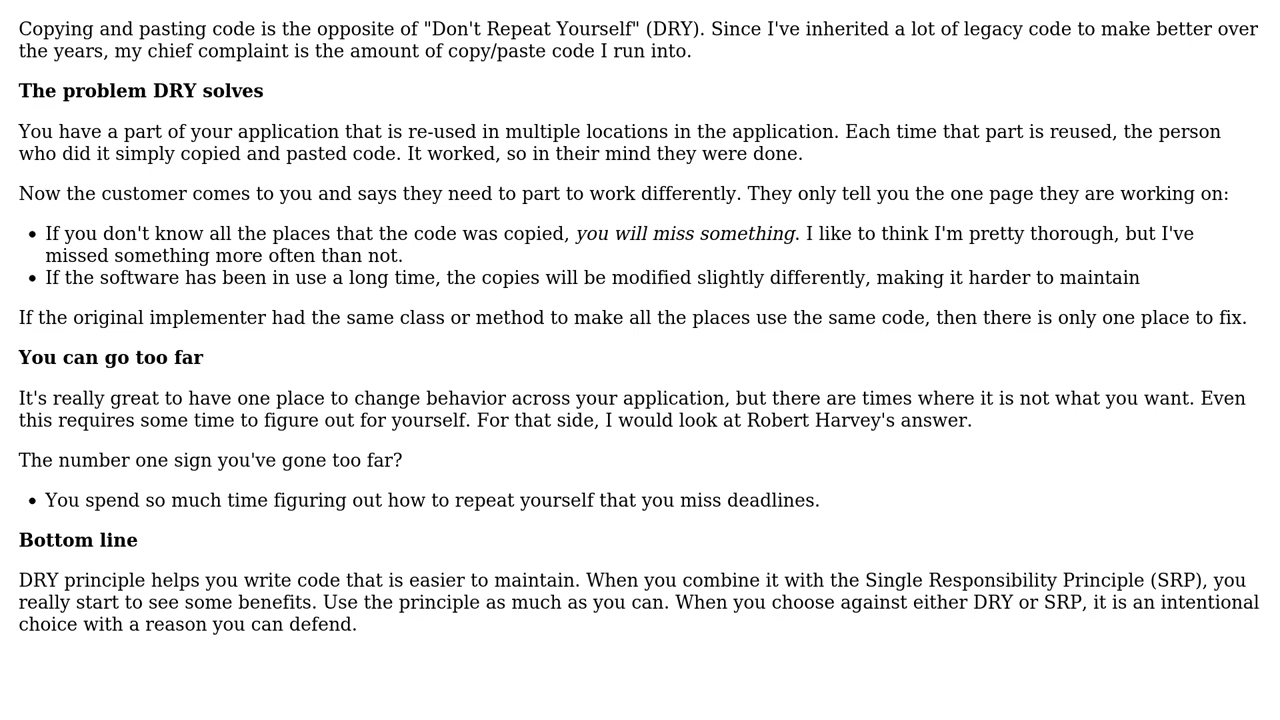 Copying and pasting code is the opposite of "Don't Repeat Yourself" (DRY). Since I've inherited a lot of legacy code to make better over
the years, my chief complaint is the amount of copy/paste code I run into.
The problem DRY solves
You have a part of your application that is re-used in multiple locations in the application. Each time that part is reused, the person
who did it simply copied and pasted code. It worked, so in their mind they were done.
Now the customer comes to you and says they need to part to work differently. They only tell you the one page they are working on:
• If you don't know all the places that the code was copied, you will miss something. I like to think I'm pretty thorough, but I've
missed something more often than not.
• If the software has been in use a long time, the copies will be modified slightly differently, making it harder to maintain
If the original implementer had the same class or method to make all the places use the same code, then there is only one place to fix.
You can go too far
It's really great to have one place to change behavior across your application, but there are times where it is not what you want. Even
this requires some time to figure out for yourself. For that side, I would look at Robert Harvey's answer.
The number one sign you've gone too far?
• You spend so much time figuring out how to repeat yourself that you miss deadlines.
Bottom line
DRY principle helps you write code that is easier to maintain. When you combine it with the Single Responsibility Principle (SRP), you
really start to see some benefits. Use the principle as much as you can. When you choose against either DRY or SRP, it is an intentional
choice with a reason you can defend.